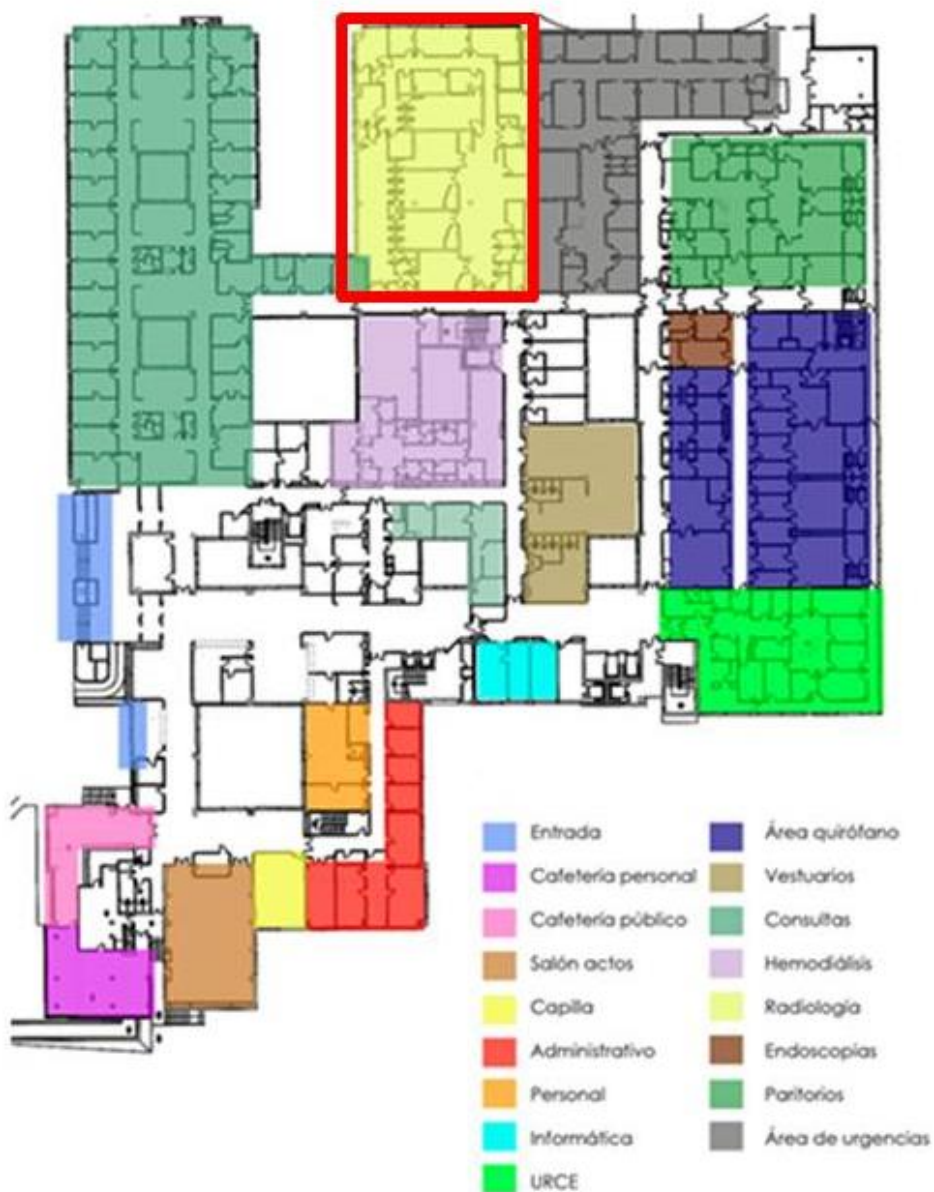 Entrada
Cafetería personal
Cafetería público
Salón actos
Capilla
Administrativo
Personal
Informática
URCE
Área quirófano
Vestuarios
Consultas
Hemodiálisis
Radiología
Endoscopias
Paritorios
Área de urgencias